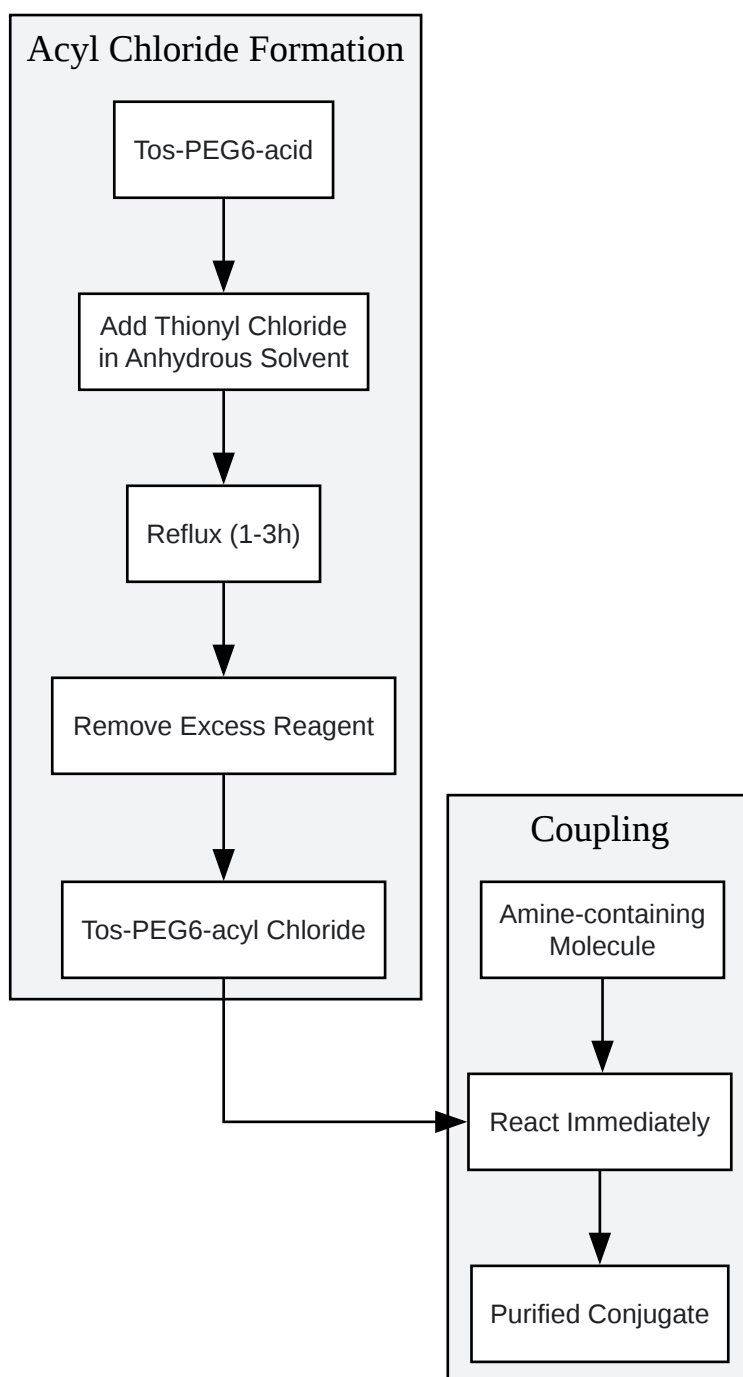 Acyl Chloride Formation
Tos-PEG6-acid
Add Thionyl Chloride
in Anhydrous Solvent
Reflux (1-3h)
Remove Excess Reagent
Tos-PEG6-acyl Chloride
Coupling
Amine-containing
Molecule
React Immediately
Purified Conjugate